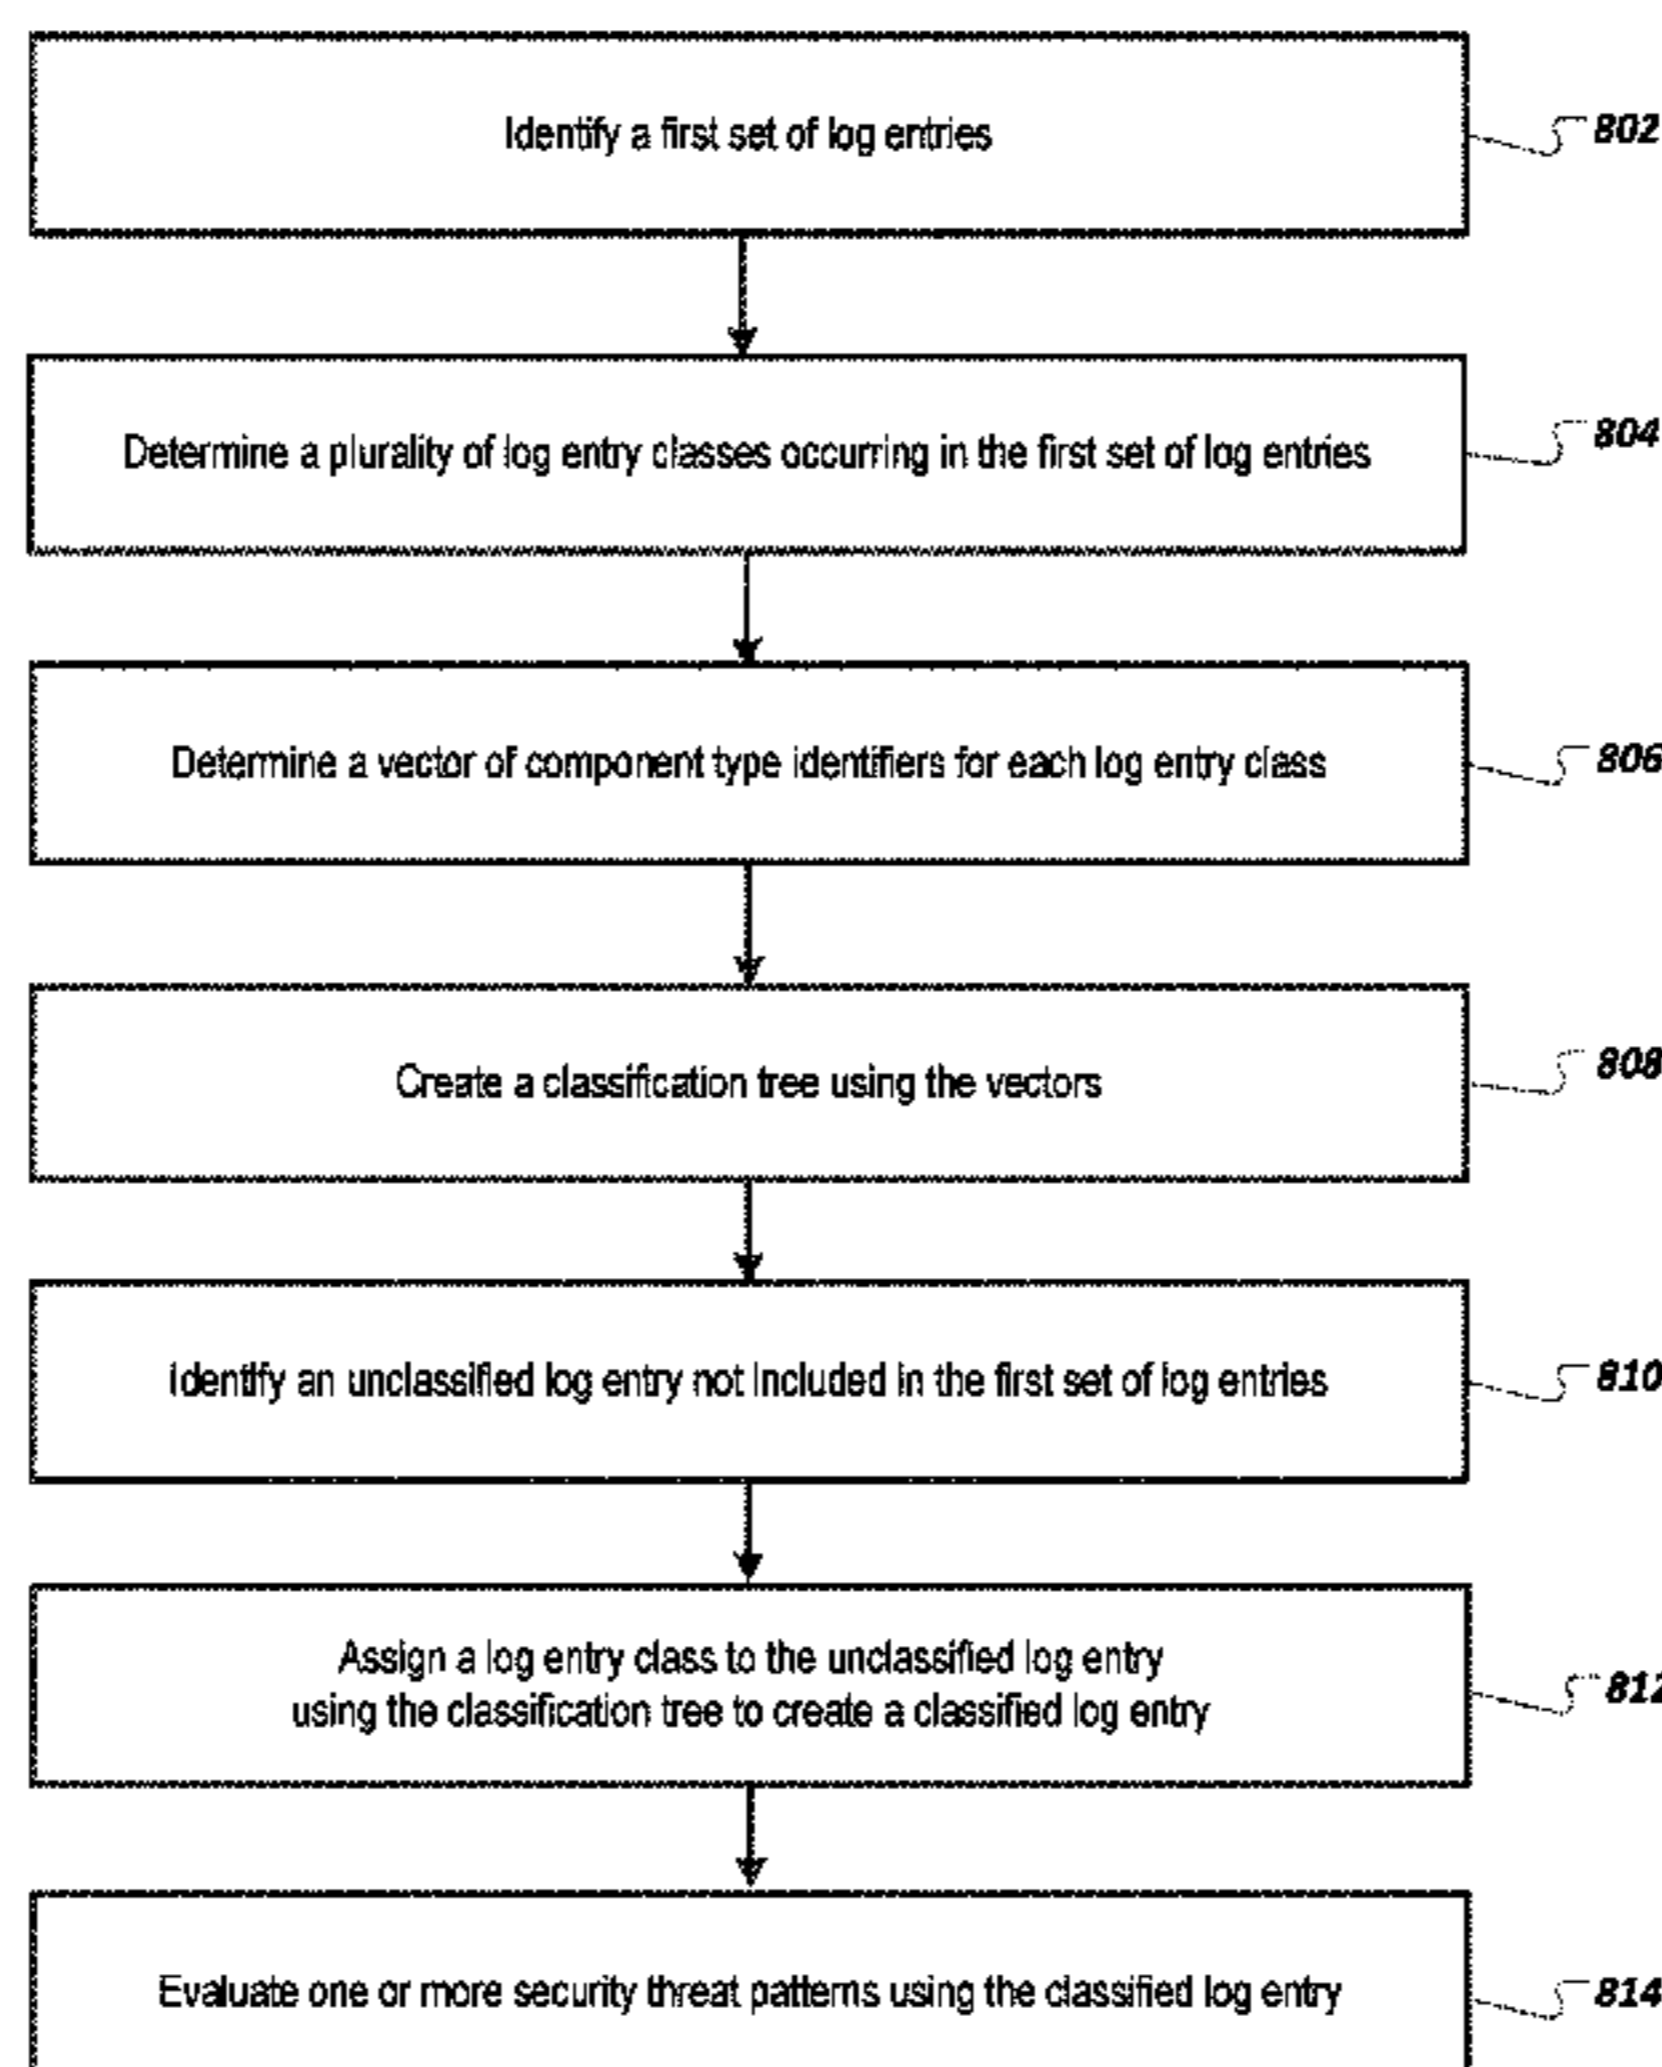 Identify a first set of log entries
802
Determine a plurality of log entry classes occurring in the first set of log entries
804
Determine a vector of component type identifiers for each log entry class
806
Create a classification tree using the vectors
808
Identify an unclassified log entry not included in the first set of log entries
810
Assign a log entry class to the unclassified log entry
using the classification tree to create a classified log entry
812
Evaluate one or more security threat patterns using the classified log entry
814